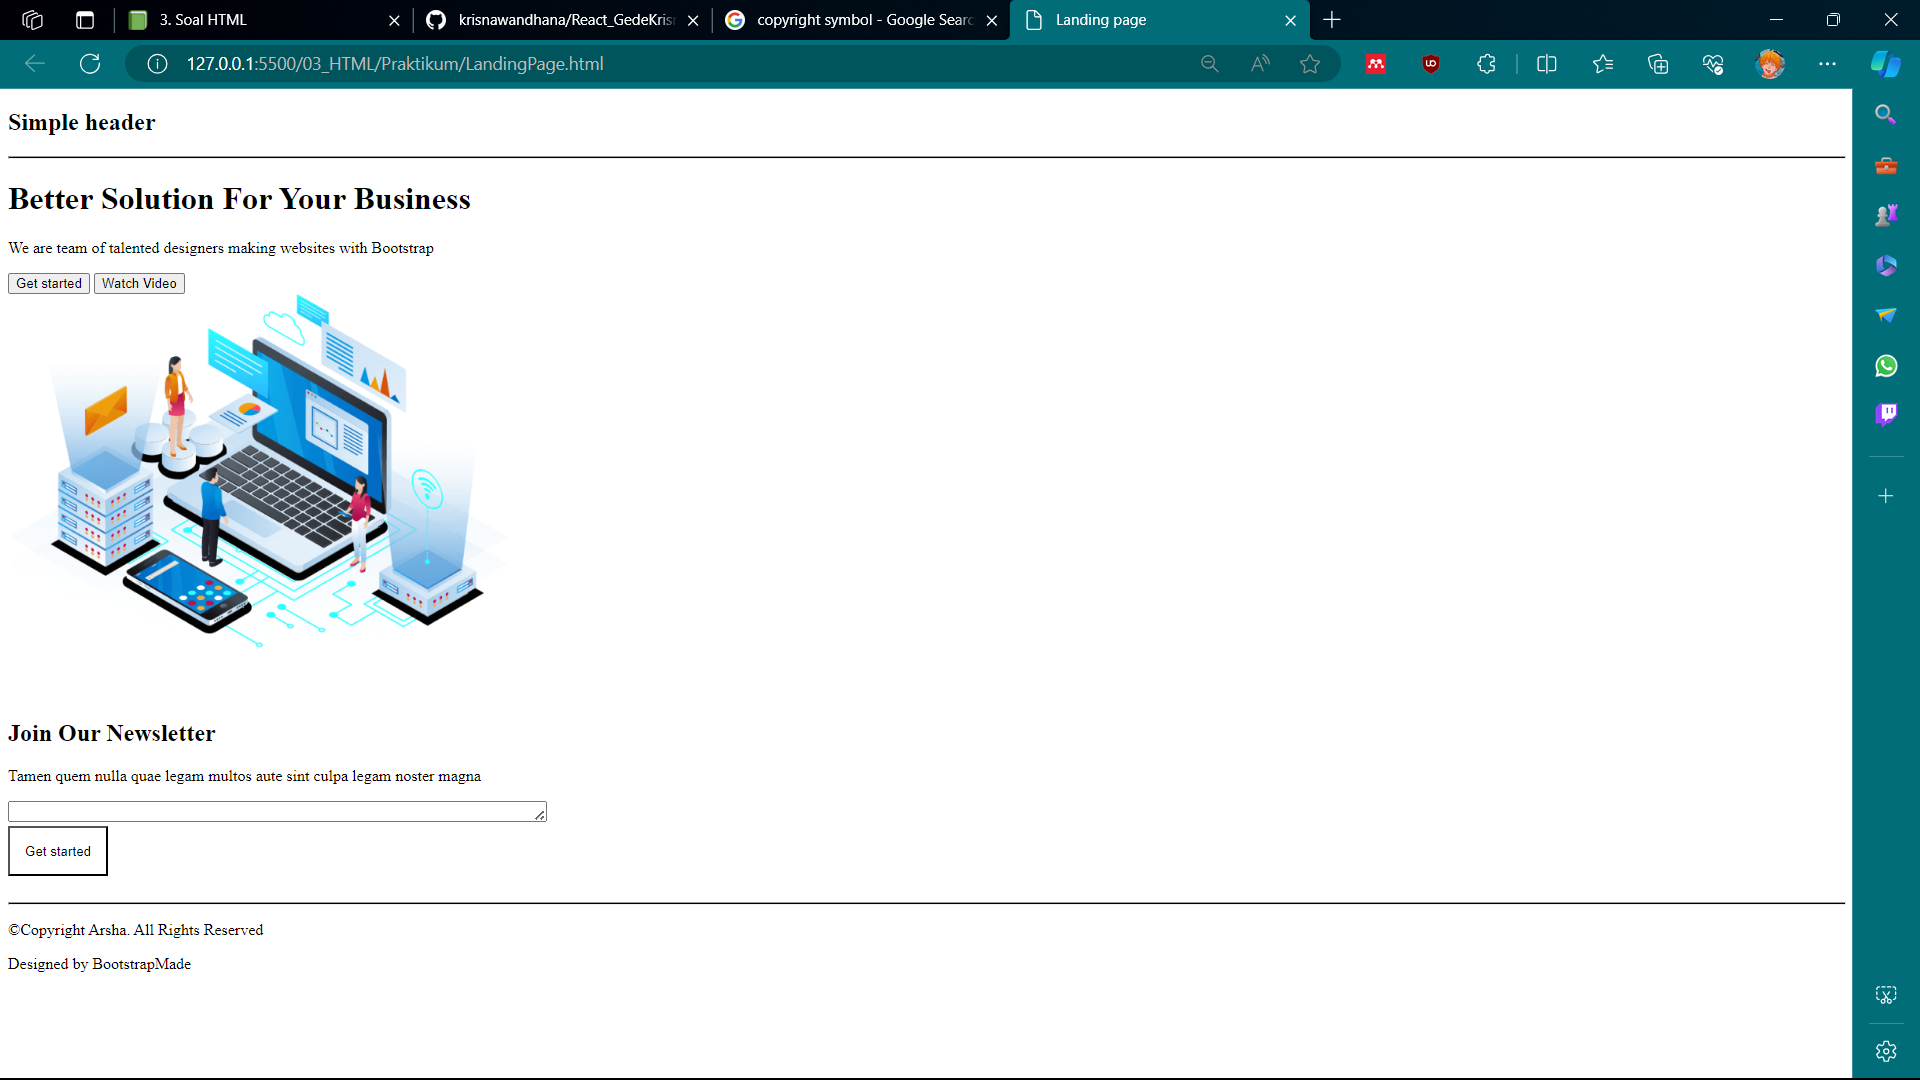 3. Soal HTML
krisnawandhana/React_GedeKris
copyright symbol - Google Searc
Landing page
127.0.0.1:5500/03_HTML/Praktikum/LandingPage.html
Simple header
Better Solution For Your Business
We are team of talented designers making websites with Bootstrap
Get started Watch Video
Join Our Newsletter
Tamen quem nulla quae legam multos aute sint culpa legam noster magna
Get started
©Copyright Arsha. All Rights Reserved
Designed by BootstrapMade